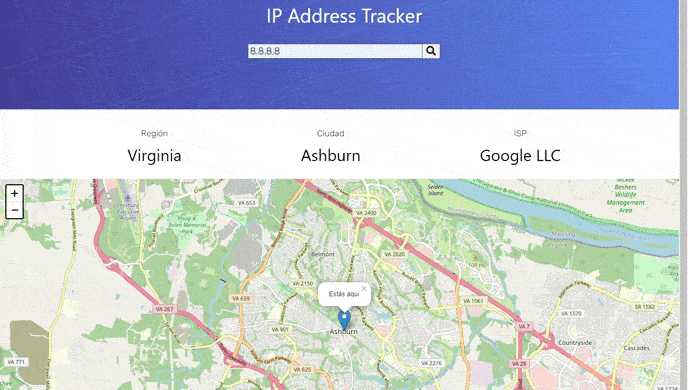 IP Address Tracker
8.8.8.8
Región
Ciudad
ISP
Virginia
Ashburn
Google LLC
+
−
VA 653
VA 2400
Seiden Island
McKee Beshers Wildlife Management Area
Belmont
VA 2020
VA 2150
Estás aquí
×
VA 267
VA 659
VA 1061
SR 1582
VA 1570
VA 901
Ashburn
VA 7
Countryside
Cascades
VA 771
VA 625
VA 2276
VA 28